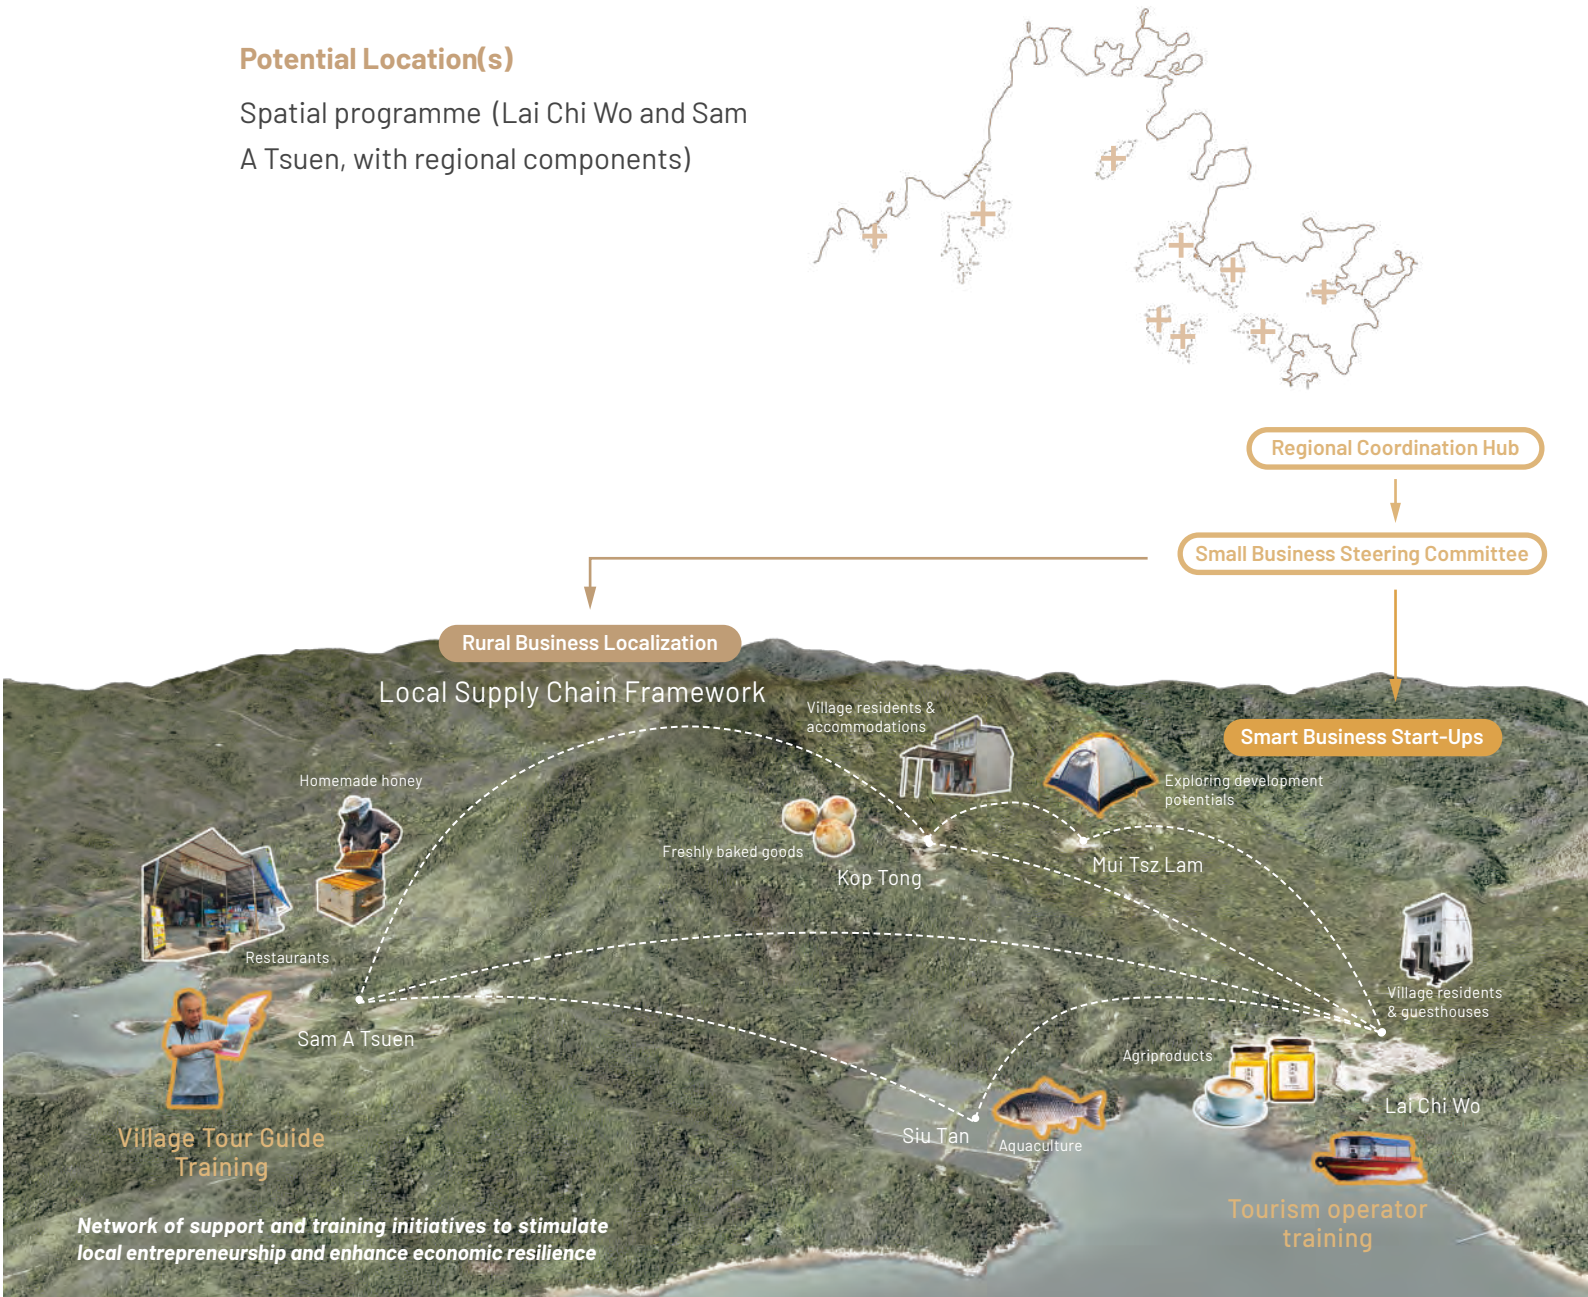 Potential Location(s)
Spatial programme (Lai Chi Wo and Sam
A Tsuen, with regional components)
Regional Coordination Hub
Small Business Steering Committee
Rural Business Localization
Local Supply Chain Framework
Smart Business Start-Ups
Village residents &
accommodations
Exploring development
potentials
Homemade honey
Freshly baked goods
Kop Tong
Mui Tsz Lam
Restaurants
Village residents
& guesthouses
Sam A Tsuen
Agriproducts
Lai Chi Wo
Siu Tan
Aquaculture
Village Tour Guide
Training
Tourism operator
training
Network of support and training initiatives to stimulate
local entrepreneurship and enhance economic resilience